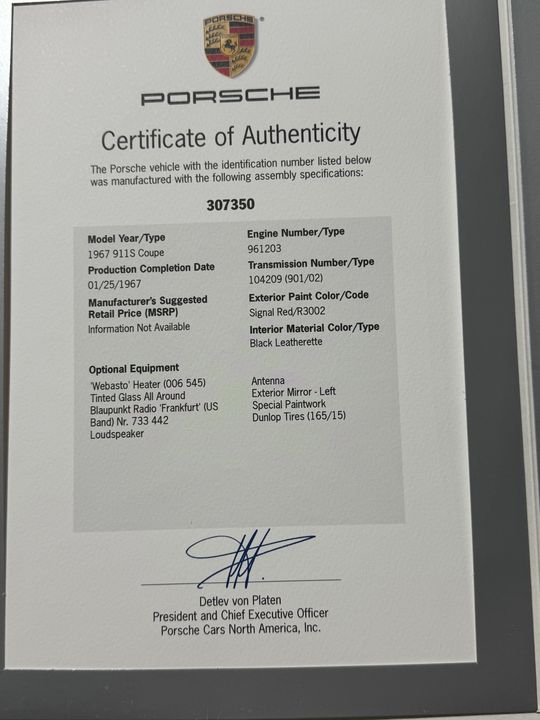 PORSCHE
PORSCHE
Certificate of Authenticity
The Porsche vehicle with the identification number listed below
was manufactured with the following assembly specifications:
307350
Model Year/Type
1967 911S Coupe
Production Completion Date
01/25/1967
Manufacturer's Suggested
Retail Price (MSRP)
Information Not Available
Engine Number/Type
961203
Transmission Number/Type
104209 (901/02)
Exterior Paint Color/Code
Signal Red/R3002
Interior Material Color/Type
Black Leatherette
Optional Equipment
'Webasto' Heater (006 545)
Tinted Glass All Around
Blaupunkt Radio 'Frankfurt' (US
Band) Nr. 733 442
Loudspeaker
Antenna
Exterior Mirror - Left
Special Paintwork
Dunlop Tires (165/15)
Detlev von Platen
President and Chief Executive Officer
Porsche Cars North America, Inc.